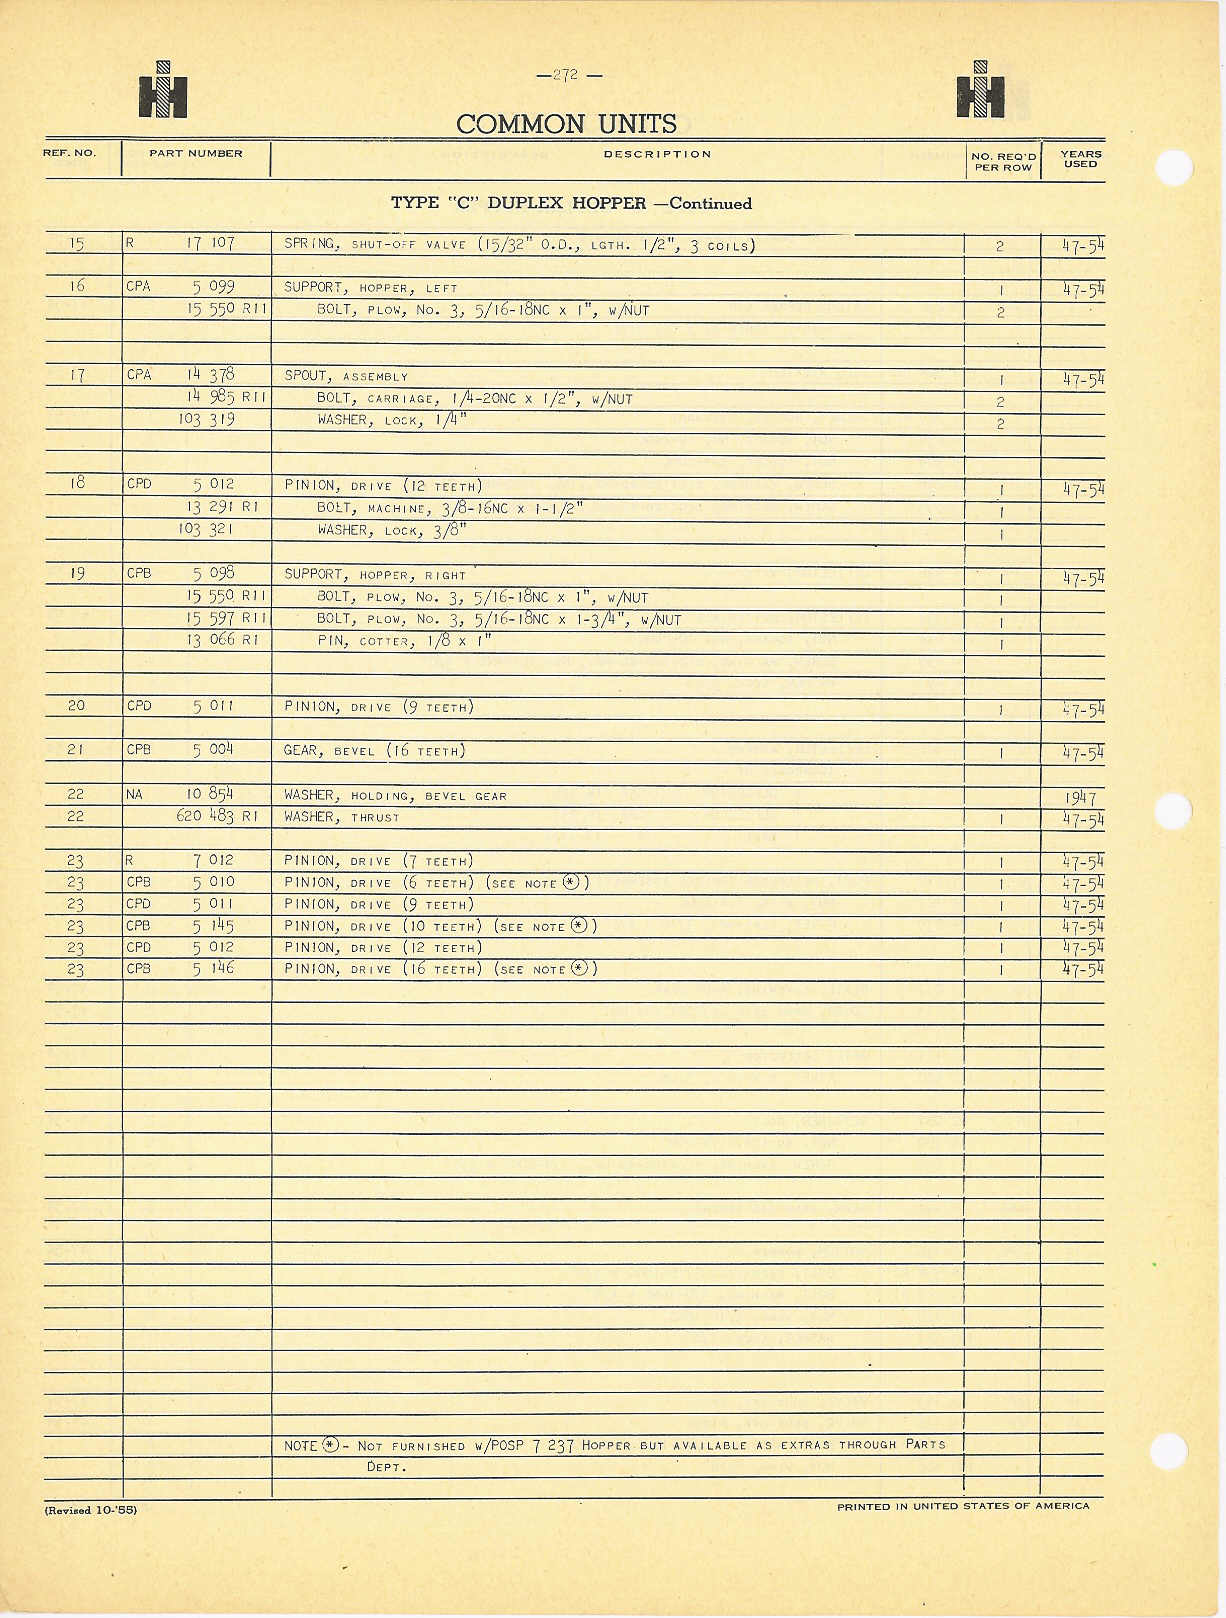 —272—
COMMON UNITS
REF. NO. PART NUMBER DESCRIPTION NO. REQ'D PER ROW YEARS USED
TYPE "C" DUPLEX HOPPER —Continued
15 R 17 107 SPRING, SHUT-OFF VALVE (15/32" O.D., LGTH. 1/2", 3 COILS) 2 47-54
16 CPA 5 099 SUPPORT, HOPPER, LEFT 1 47-54
15 550 R11 BOLT, PLOW, No. 3, 5/16-18NC X 1", W/NUT 2
17 CPA 14 378 SPOUT, ASSEMBLY 1 47-54
14 985 R11 BOLT, CARRIAGE, 1/4-20NC X 1/2", W/NUT 2
103 319 WASHER, LOCK, 1/4" 2
18 CPD 5 012 PINION, DRIVE (12 TEETH) 1 47-54
13 291 R1 BOLT, MACHINE, 3/8-16NC X 1-1/2" 1
103 321 WASHER, LOCK, 3/8" 1
19 CPB 5 098 SUPPORT, HOPPER, RIGHT 1 47-54
15 550 R11 BOLT, PLOW, No. 3, 5/16-18NC X 1", W/NUT 1
15 597 R11 BOLT, PLOW, No. 3, 5/16-18NC X 1-3/4", W/NUT 1
13 066 R1 PIN, COTTER, 1/8 X 1" 1
20 CPD 5 011 PINION, DRIVE (9 TEETH) 1 47-54
21 CPB 5 004 GEAR, BEVEL (16 TEETH) 1 47-54
22 NA 10 854 WASHER, HOLDING, BEVEL GEAR 1947
22 620 483 R1 WASHER, THRUST 1 47-54
23 R 7 012 PINION, DRIVE (7 TEETH) 1 47-54
23 CPB 5 010 PINION, DRIVE (6 TEETH) (SEE NOTE ⊛) 1 47-54
23 CPD 5 011 PINION, DRIVE (9 TEETH) 1 47-54
23 CPB 5 145 PINION, DRIVE (10 TEETH) (SEE NOTE ⊛) 1 47-54
23 CPD 5 012 PINION, DRIVE (12 TEETH) 1 47-54
23 CPB 5 146 PINION, DRIVE (16 TEETH) (SEE NOTE ⊛) 1 47-54
NOTE ⊛- NOT FURNISHED W/POSP 7 237 HOPPER BUT AVAILABLE AS EXTRAS THROUGH PARTS
DEPT.
(Revised 10-'55) PRINTED IN UNITED STATES OF AMERICA